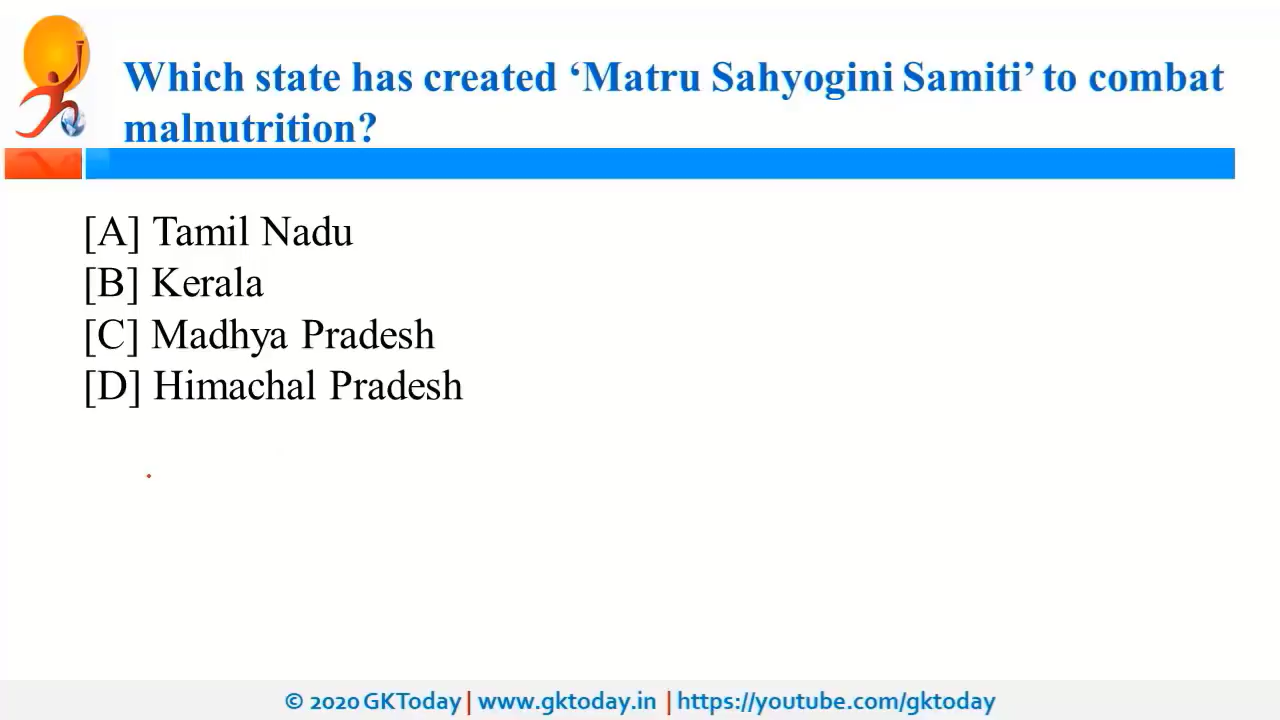 Which state has created ‘Matru Sahyogini Samiti’ to combat
malnutrition?
[A] Tamil Nadu
[B] Kerala
[C] Madhya Pradesh
[D] Himachal Pradesh
© 2020 GKToday | www.gktoday.in | https://youtube.com/gktoday